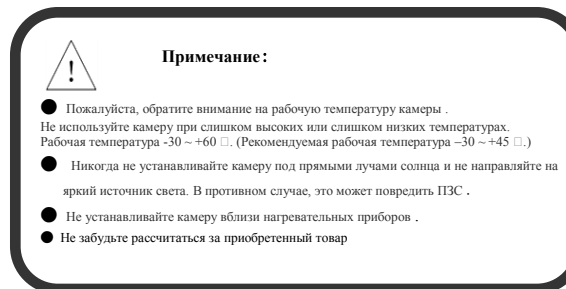 !
Примечание:
● Пожалуйста, обратите внимание на рабочую температуру камеры .
Не используйте камеру при слишком высоких или слишком низких температурах.
Рабочая температура -30 ~ +60 □. (Рекомендуемая рабочая температура –30 ~ +45 □.)
● Никогда не устанавливайте камеру под прямыми лучами солнца и не направляйте на
яркий источник света. В противном случае, это может повредить ПЗС .
● Не устанавливайте камеру вблизи нагревательных приборов .
● Не забудьте рассчитаться за приобретенный товар